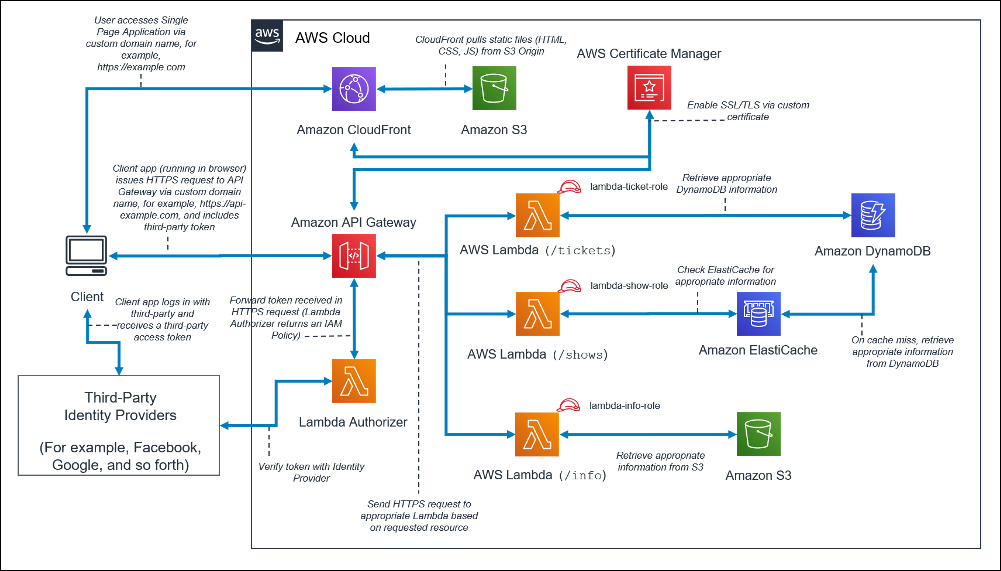 User accesses Single
Page Application via
custom domain name, for
example,
https://example.com
aws
AWS Cloud
CloudFront pulls static files (HTML,
CSS, JS) from S3 Origin
AWS Certificate Manager
Amazon CloudFront
Amazon S3
Enable SSL/TLS via custom
certificate
Client app (running in browser)
issues HTTPS request to API
Gateway via custom domain
name, for example, https://api-
example.com, and includes
third-party token
Amazon API Gateway
lambda-ticket-role
Retrieve appropriate
DynamoDB information
AWS Lambda (/tickets)
Amazon DynamoDB
Client
Client app logs in with
third-party and
receives a third-party
access token
Forward token received in
HTTPS request (Lambda
Authorizer returns an IAM
Policy)
lambda-show-role
Check ElastiCache for
appropriate information
AWS Lambda (/shows)
Amazon ElastiCache
On cache miss, retrieve
appropriate information
from DynamoDB
Third-Party
Identity Providers
(For example, Facebook,
Google, and so forth)
Lambda Authorizer
Verify token with Identity
Provider
lambda-info-role
Retrieve appropriate
information from S3
AWS Lambda (/info)
Amazon S3
Send HTTPS request to
appropriate Lambda based
on requested resource